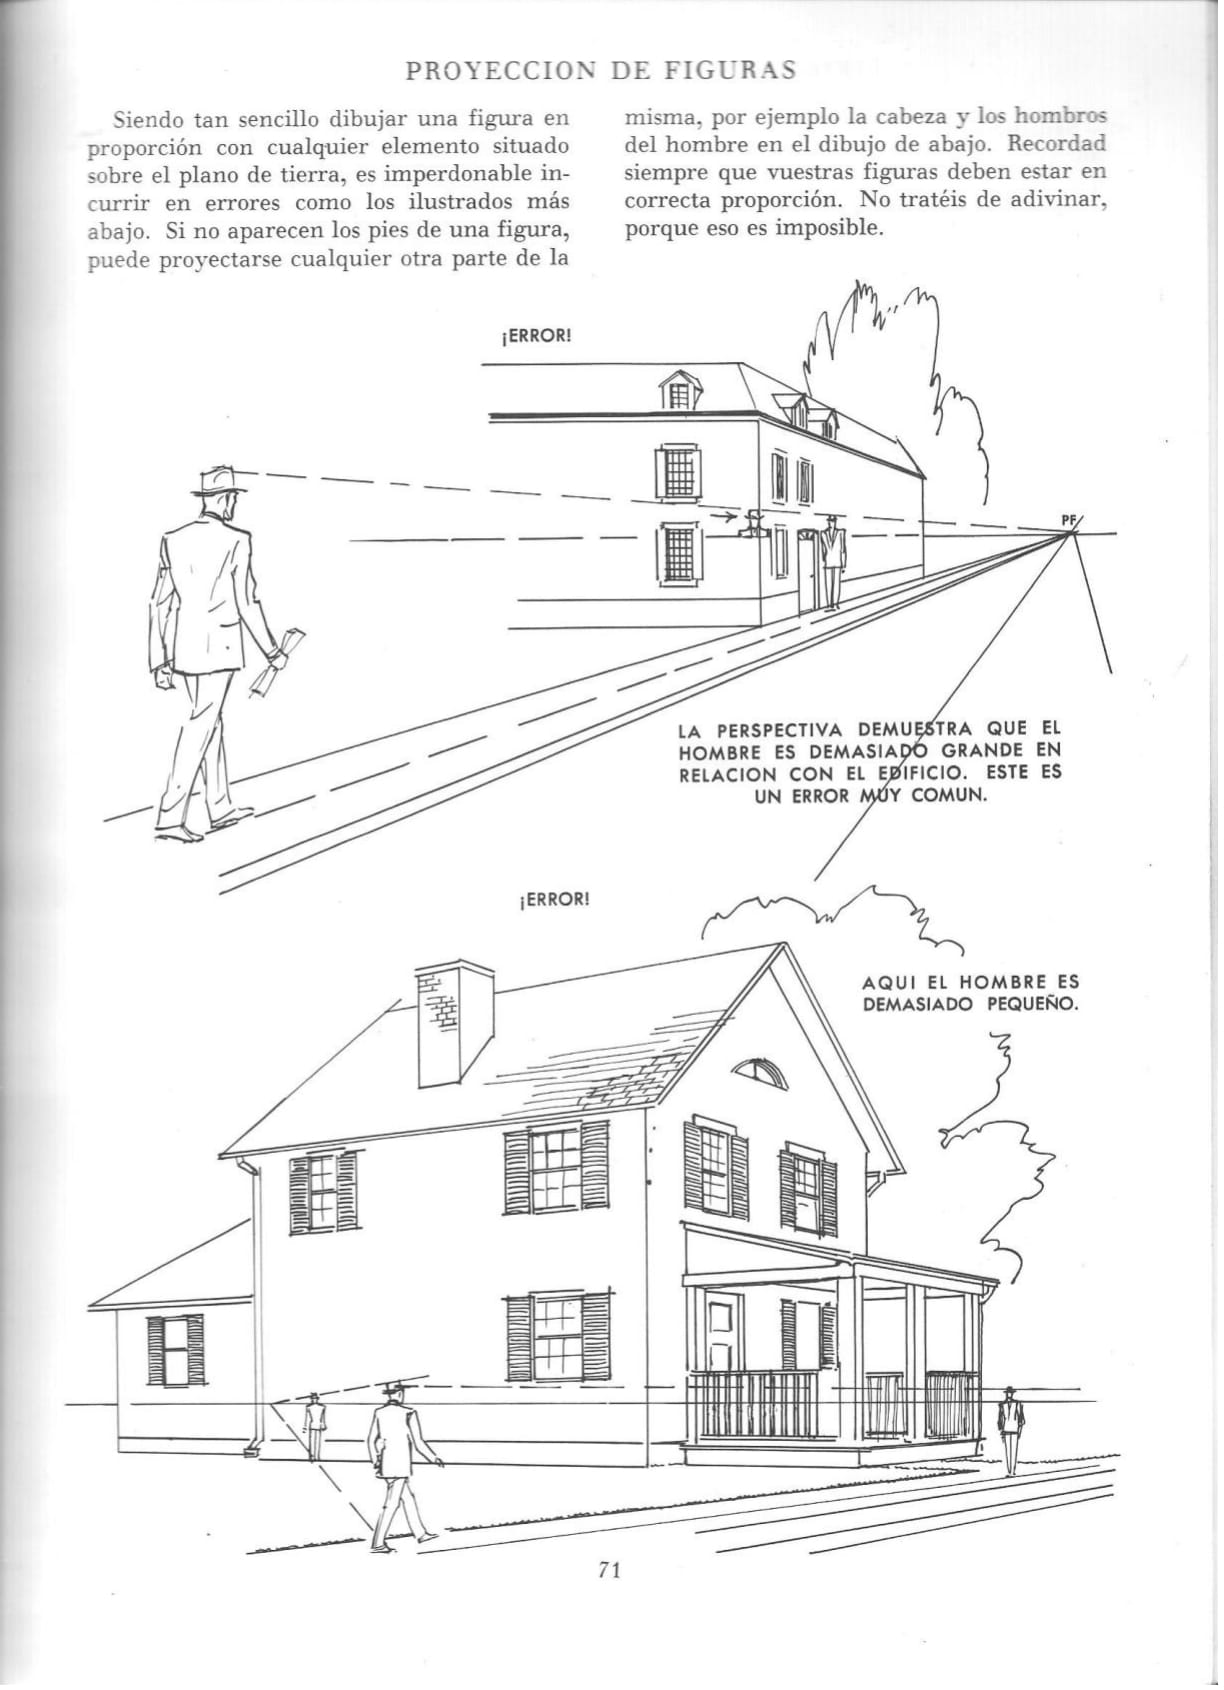 PROYECCION DE FIGURAS
Siendo tan sencillo dibujar una figura en
proporción con cualquier elemento situado
sobre el plano de tierra, es imperdonable in-
currir en errores como los ilustrados más
abajo. Si no aparecen los pies de una figura,
puede proyectarse cualquier otra parte de la
misma, por ejemplo la cabeza y los hombros
del hombre en el dibujo de abajo. Recordad
siempre que vuestras figuras deben estar en
correcta proporción. No tratéis de adivinar,
porque eso es imposible.
¡ERROR!
PF
LA PERSPECTIVA DEMUESTRA QUE EL
HOMBRE ES DEMASIADO GRANDE EN
RELACION CON EL EDIFICIO. ESTE ES
UN ERROR MUY COMUN.
¡ERROR!
AQUI EL HOMBRE ES
DEMASIADO PEQUEÑO.
71